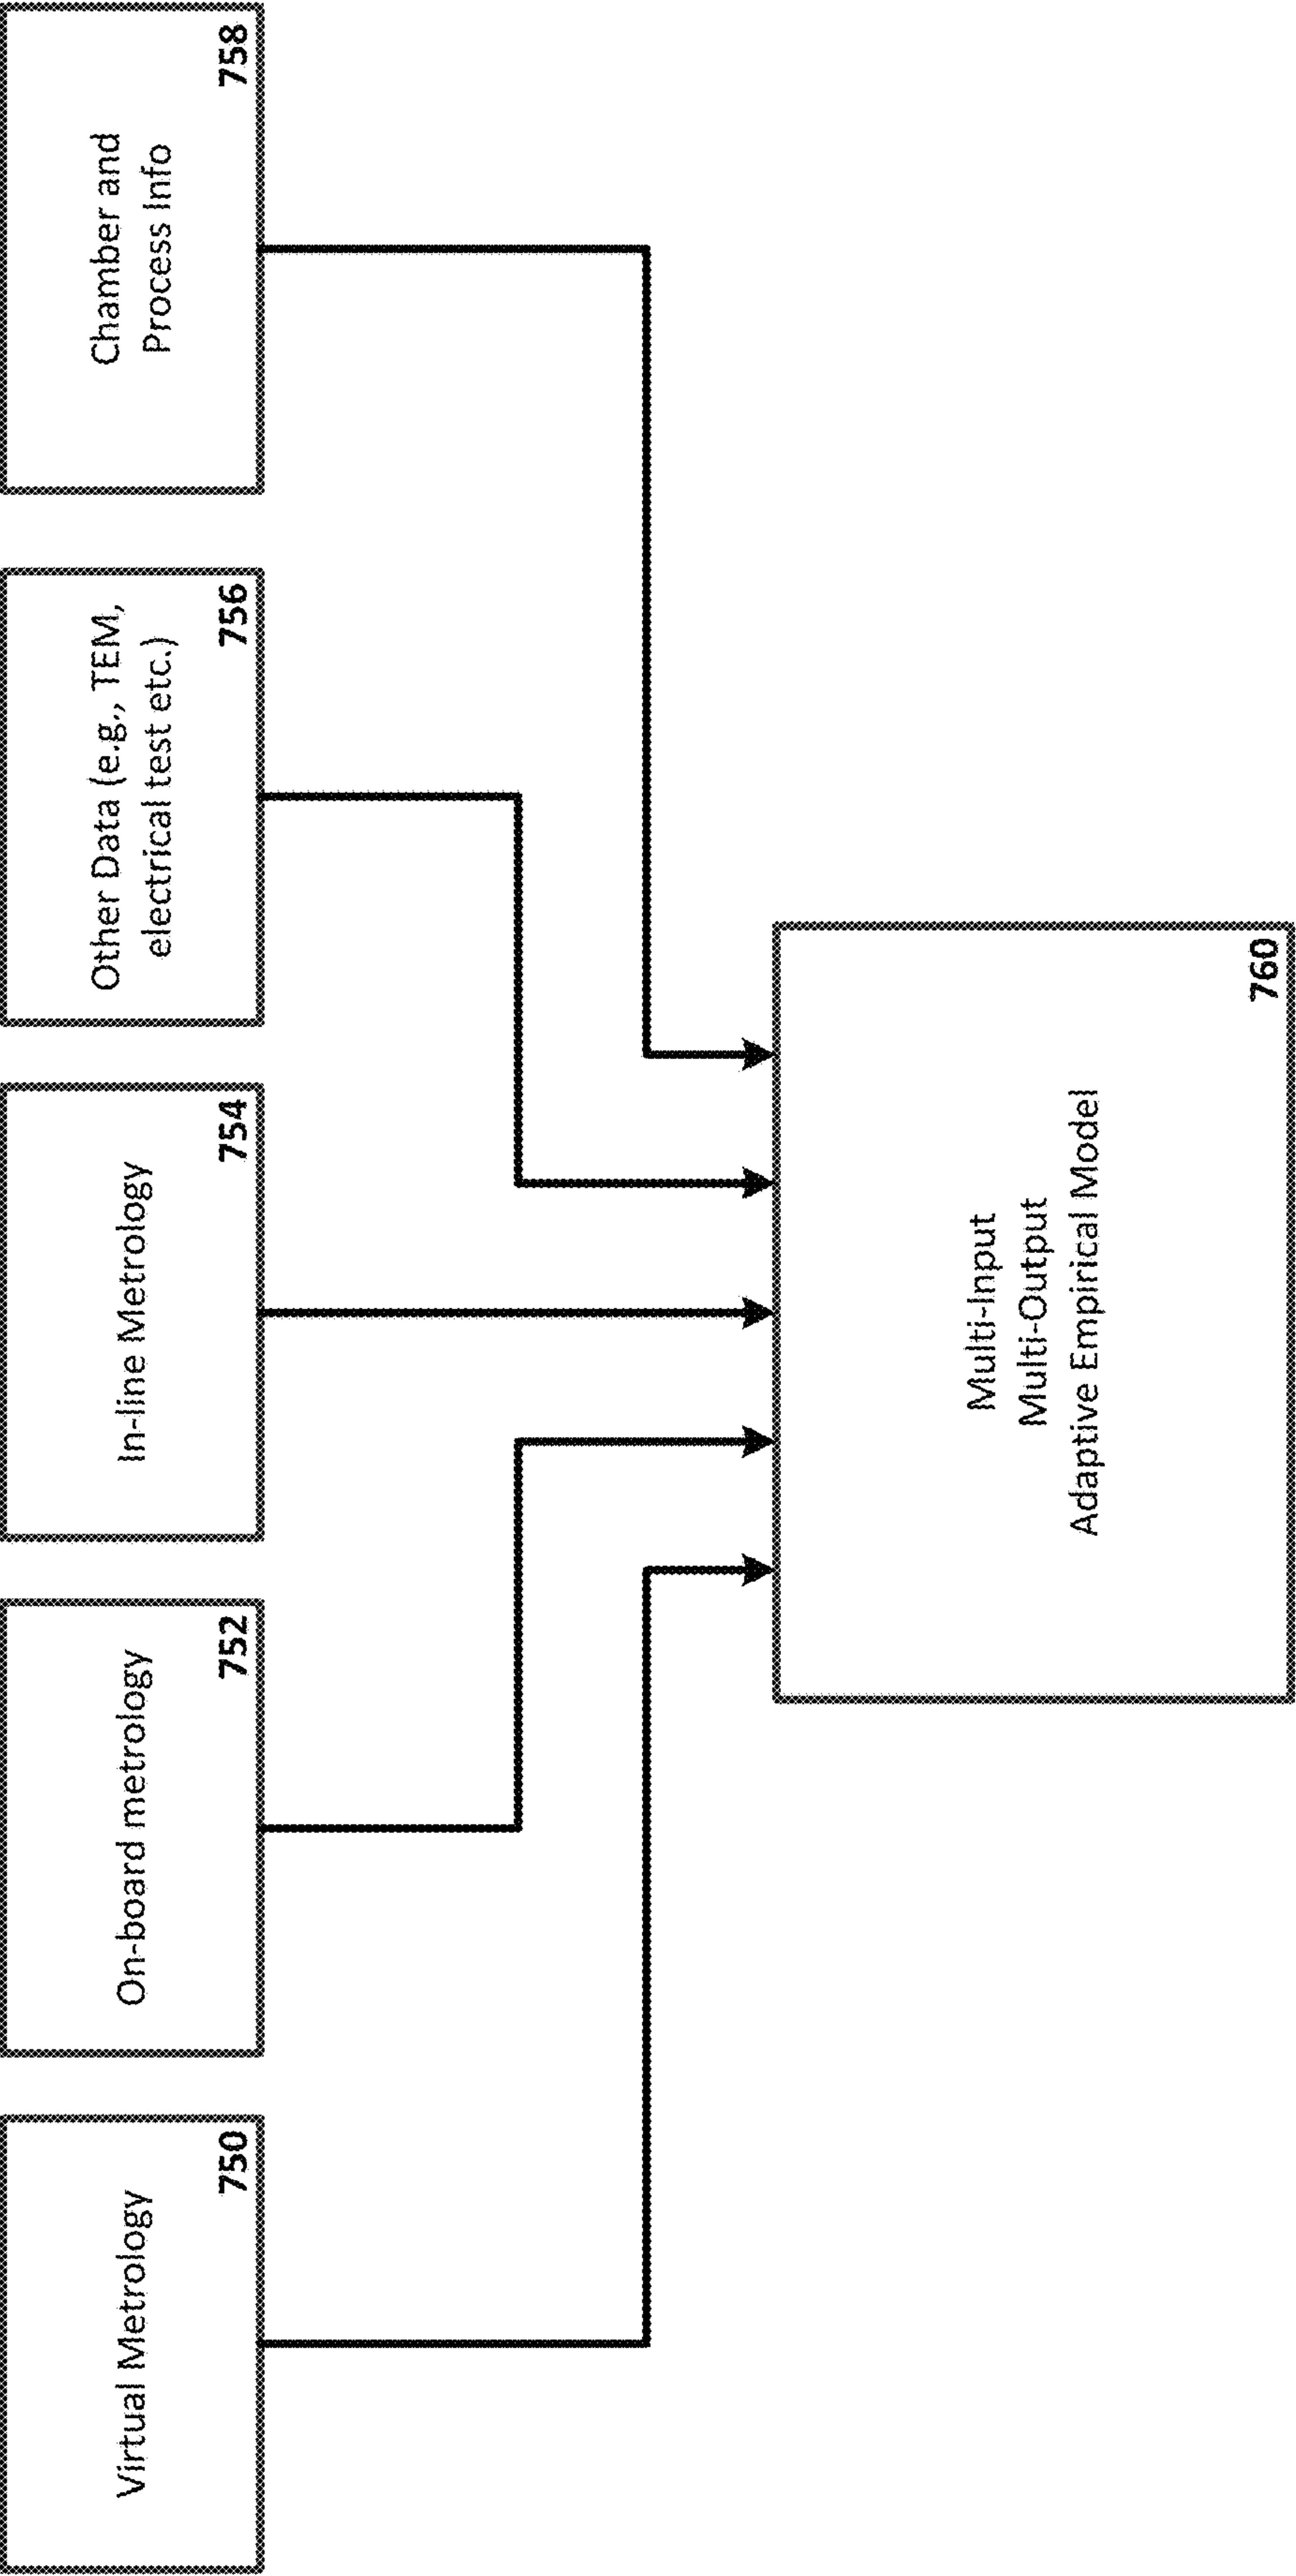 Virtual Metrology
750
On-board metrology
752
In-line Metrology
754
Other Data (e.g., TEM,
electrical test etc.)
756
Chamber and
Process Info
758
Multi-Input
Multi-Output
Adaptive Empirical Model
760